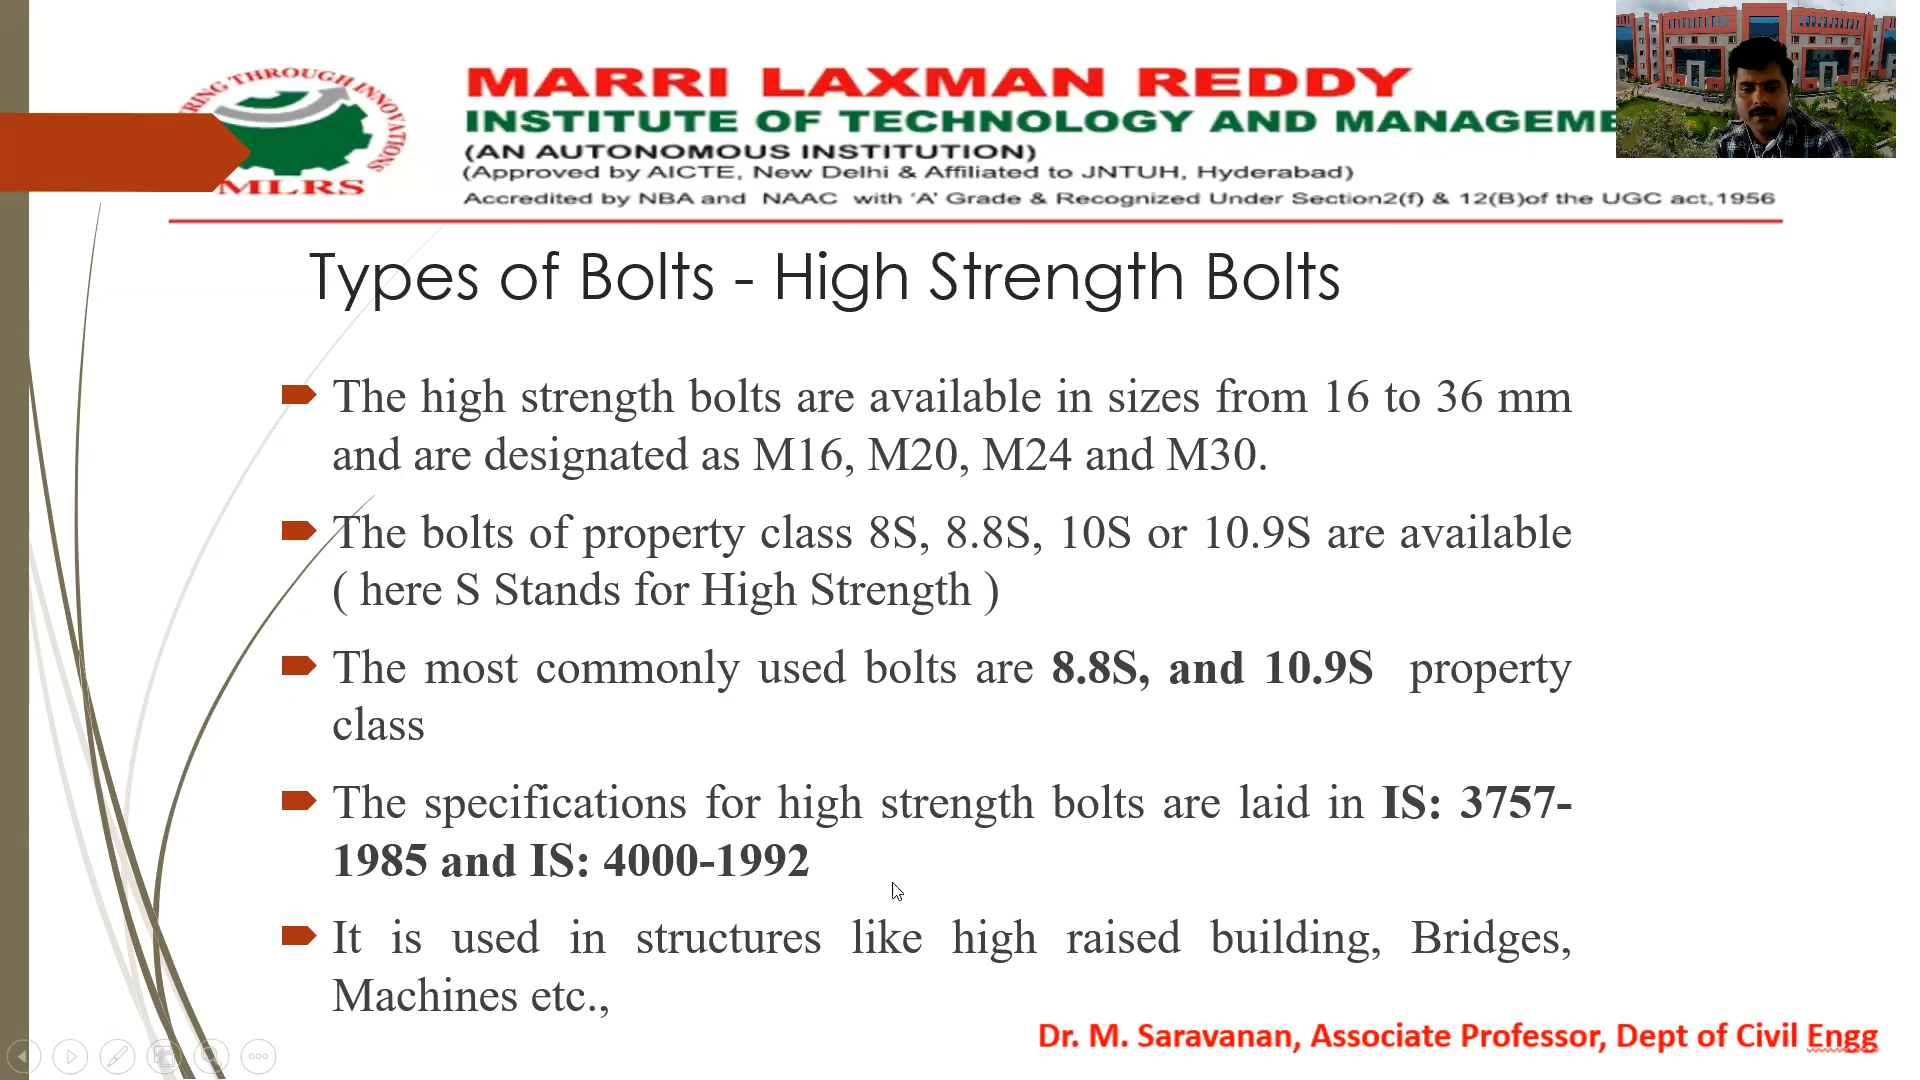 RING THROUGH INNOVATIONS
MLRS
MARRI LAXMAN REDDY
INSTITUTE OF TECHNOLOGY AND MANAGEME
(AN AUTONOMOUS INSTITUTION)
(Approved by AICTE, New Delhi & Affiliated to JNTUH, Hyderabad)
Accredited by NBA and NAAC with 'A' Grade & Recognized Under Section2(f) & 12(B)of the UGC act,1956
Types of Bolts - High Strength Bolts
The high strength bolts are available in sizes from 16 to 36 mm
and are designated as M16, M20, M24 and M30.
The bolts of property class 8S, 8.8S, 10S or 10.9S are available
( here S Stands for High Strength )
The most commonly used bolts are 8.8S, and 10.9S property
class
The specifications for high strength bolts are laid in IS: 3757-
1985 and IS: 4000-1992
It is used in structures like high raised building, Bridges,
Machines etc.,
Dr. M. Saravanan, Associate Professor, Dept of Civil Engg